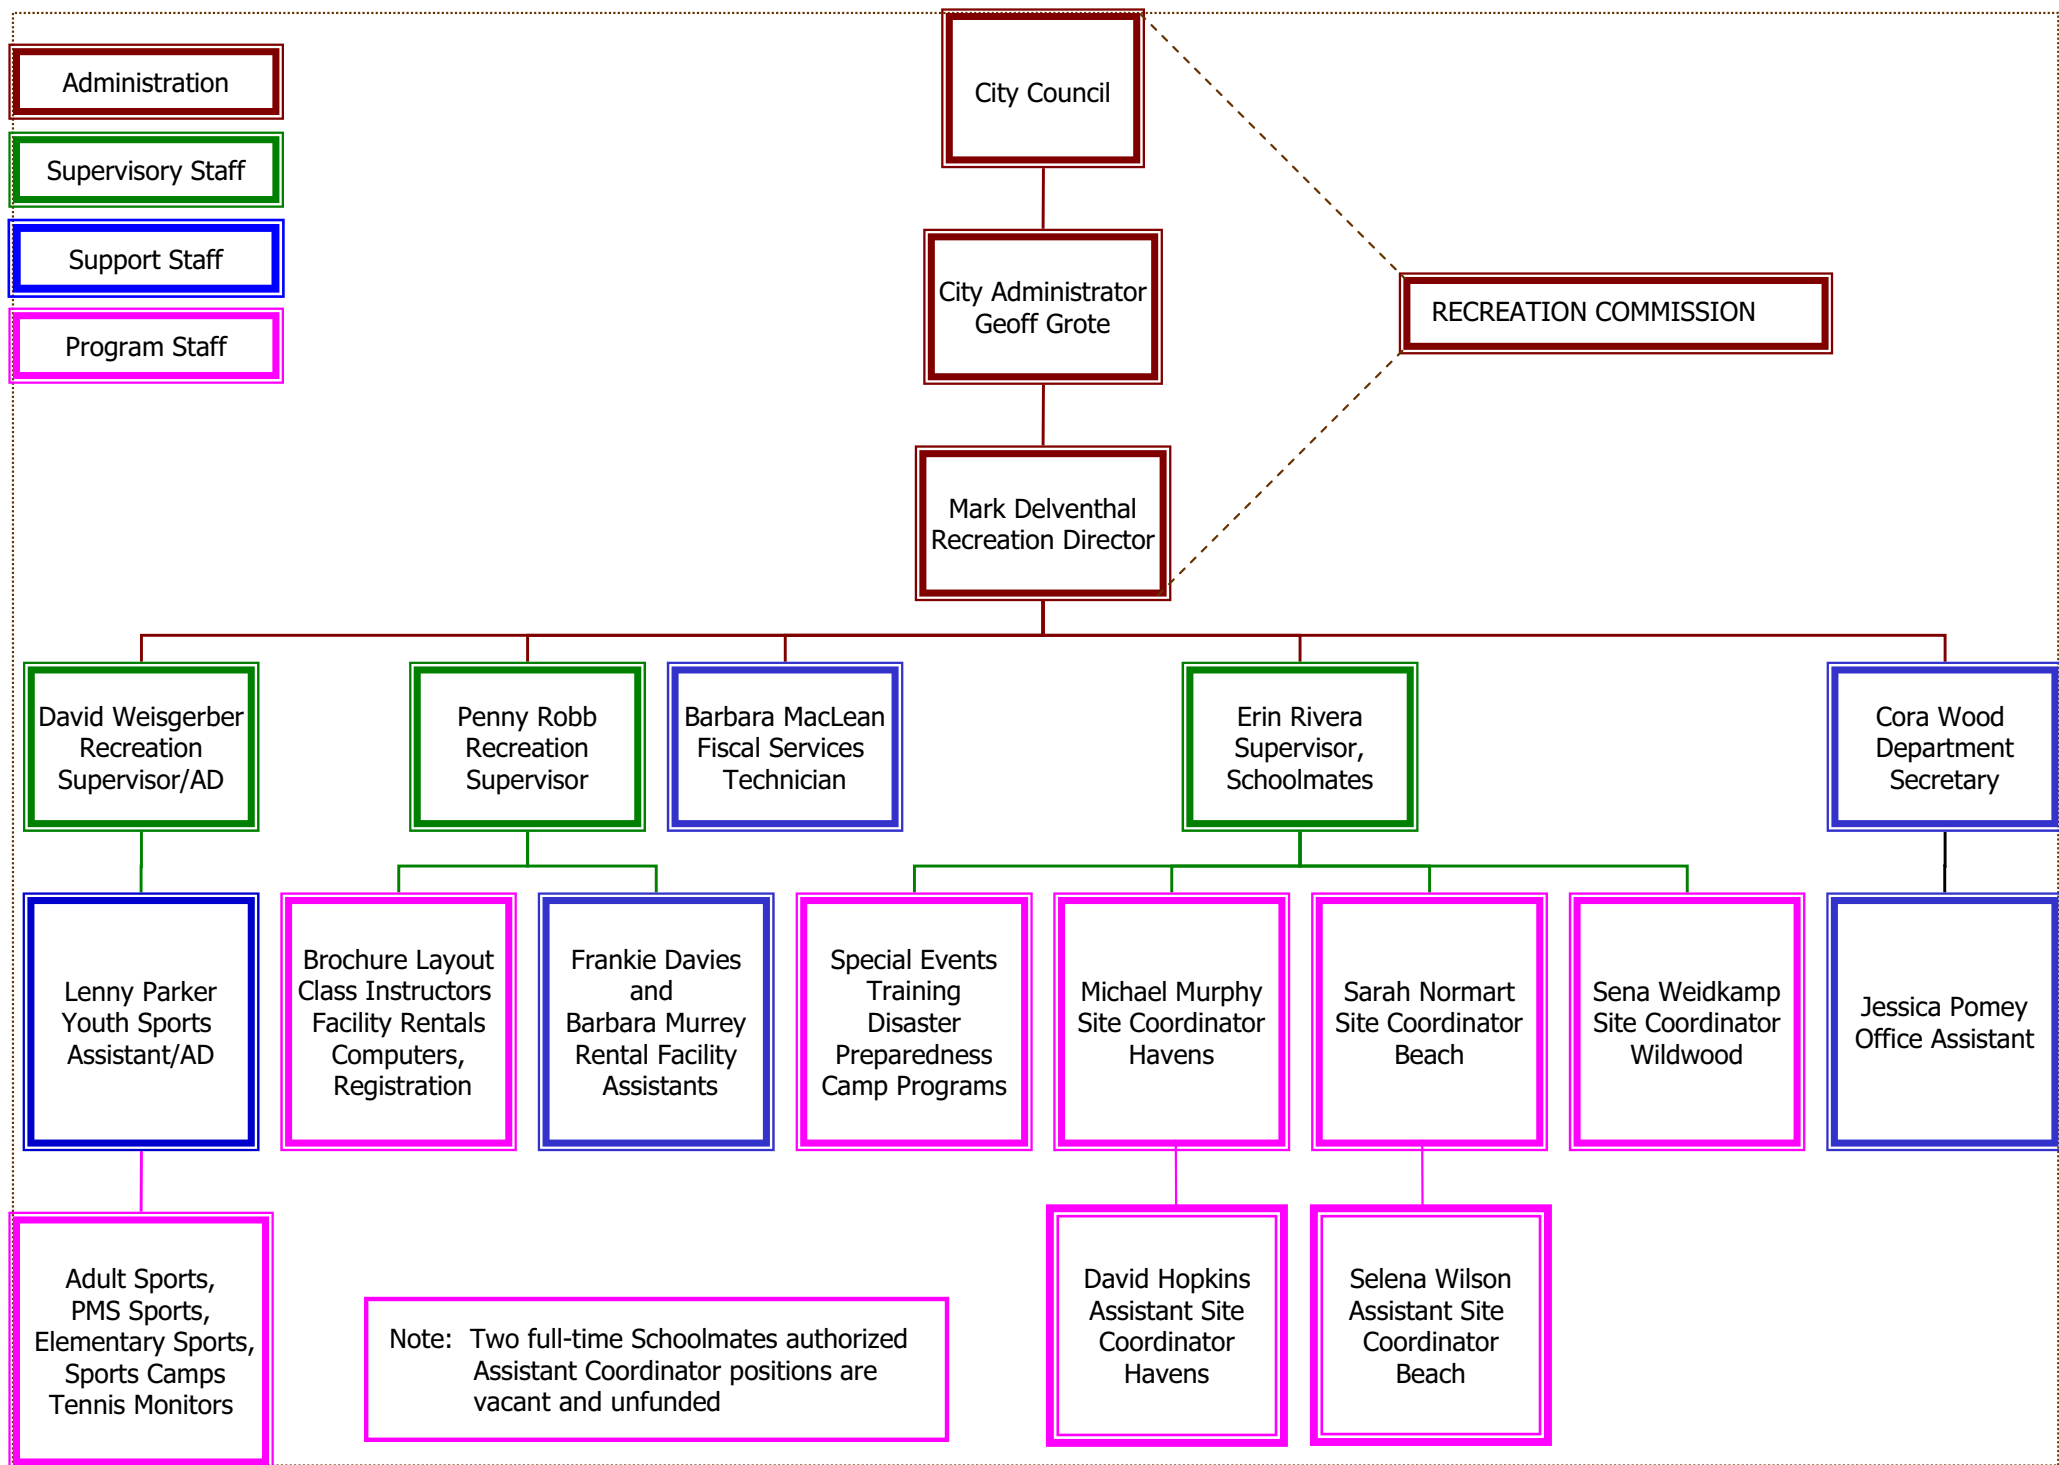 Administration
Supervisory Staff
Support Staff
Program Staff
City Council
City Administrator
Geoff Grote
RECREATION COMMISSION
Mark Delventhal
Recreation Director
David Weisgerber
Recreation
Supervisor/AD
Penny Robb
Recreation
Supervisor
Barbara MacLean
Fiscal Services
Technician
Erin Rivera
Supervisor,
Schoolmates
Cora Wood
Department
Secretary
Lenny Parker
Youth Sports
Assistant/AD
Brochure Layout
Class Instructors
Facility Rentals
Computers,
Registration
Frankie Davies
and
Barbara Murrey
Rental Facility
Assistants
Special Events
Training
Disaster
Preparedness
Camp Programs
Michael Murphy
Site Coordinator
Havens
Sarah Normart
Site Coordinator
Beach
Sena Weidkamp
Site Coordinator
Wildwood
Jessica Pomey
Office Assistant
Adult Sports,
PMS Sports,
Elementary Sports,
Sports Camps
Tennis Monitors
Note: Two full-time Schoolmates authorized
Assistant Coordinator positions are
vacant and unfunded
David Hopkins
Assistant Site
Coordinator
Havens
Selena Wilson
Assistant Site
Coordinator
Beach